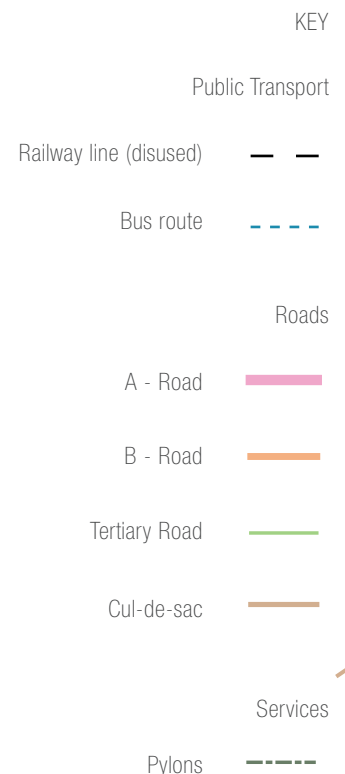 KEY
Public Transport
Railway line (disused)
Bus route
Roads
A - Road
B - Road
Tertiary Road
Cul-de-sac
Services
Pylons